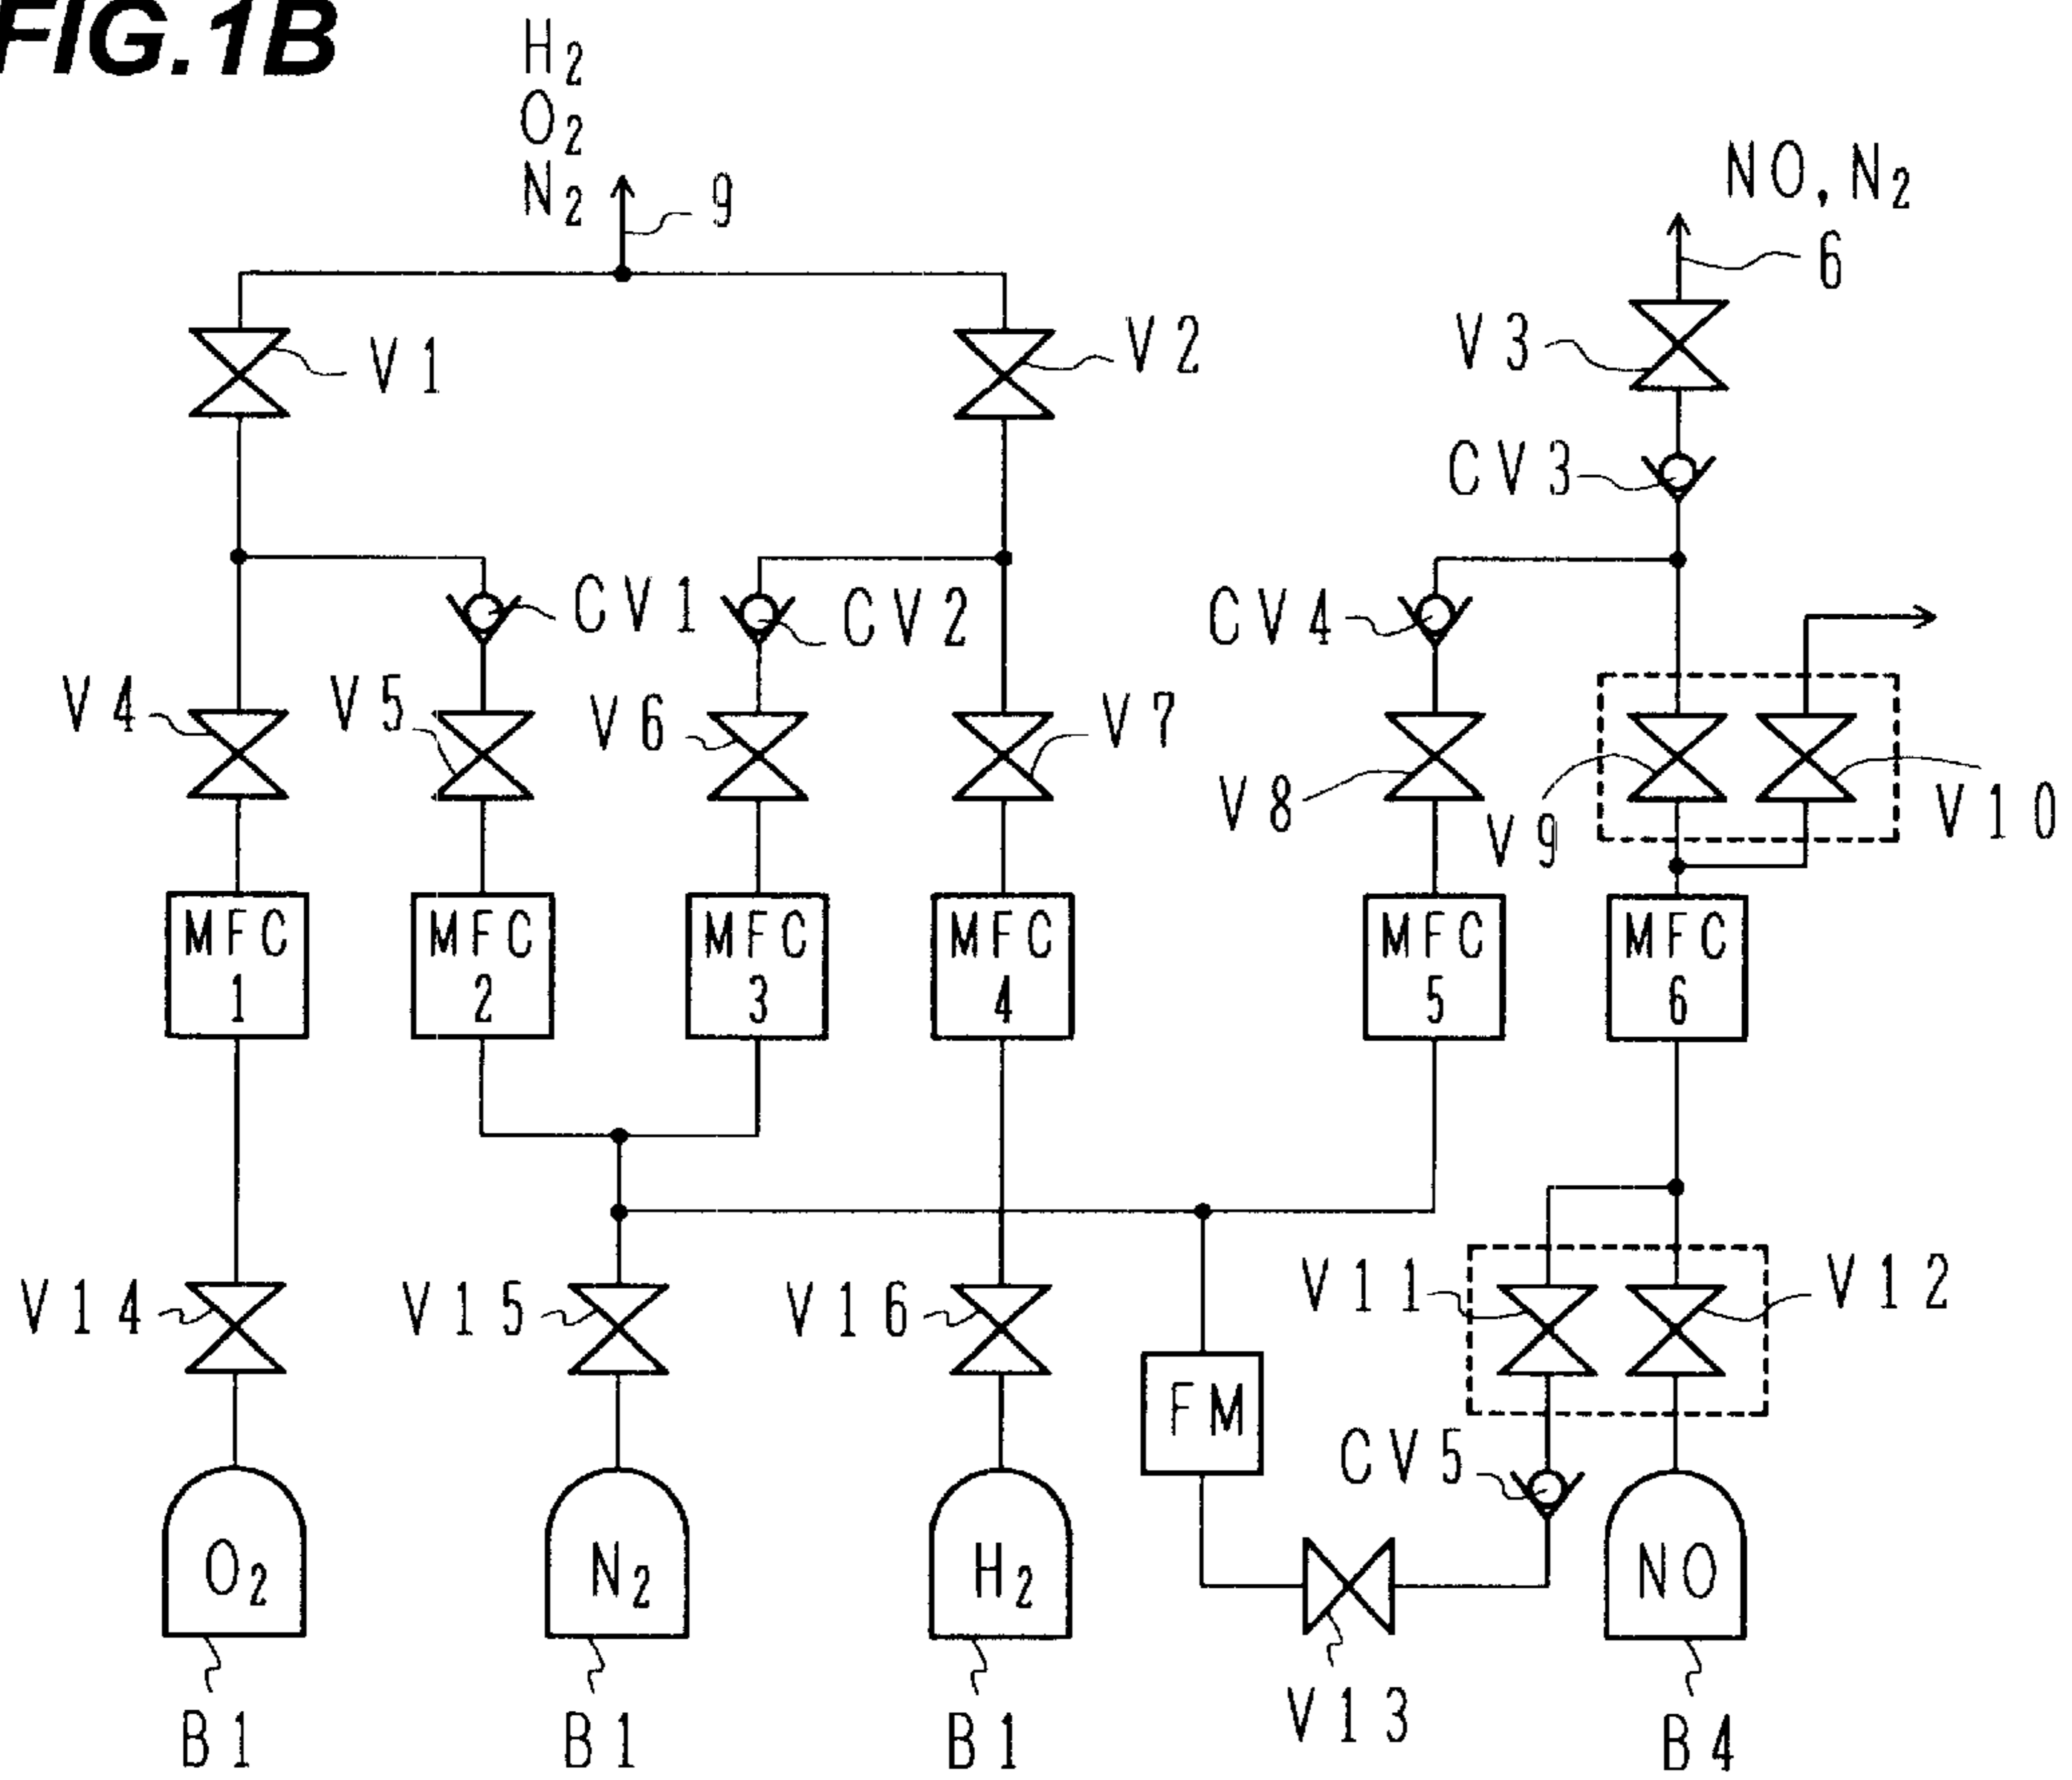 FIG.1B
H2
O2
N2
9
NO, N2
6
V1
V2
V3
CV3
CV1
CV2
CV4
V4
V5
V6
V7
V8
V9
V10
MFC
1
MFC
2
MFC
3
MFC
4
MFC
5
MFC
6
V14
V15
V16
V11
V12
FM
CV5
O2
N2
H2
NO
V13
B1
B1
B1
B4